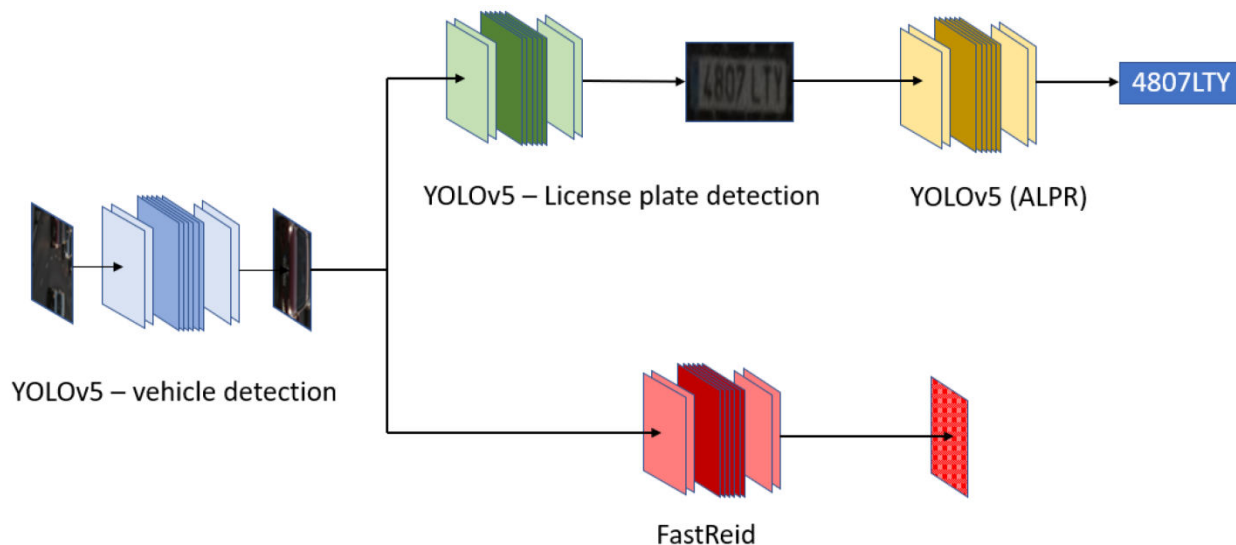 4807 LTY
4807LTY
YOLOv5 – License plate detection
YOLOv5 (ALPR)
YOLOv5 – vehicle detection
FastReid